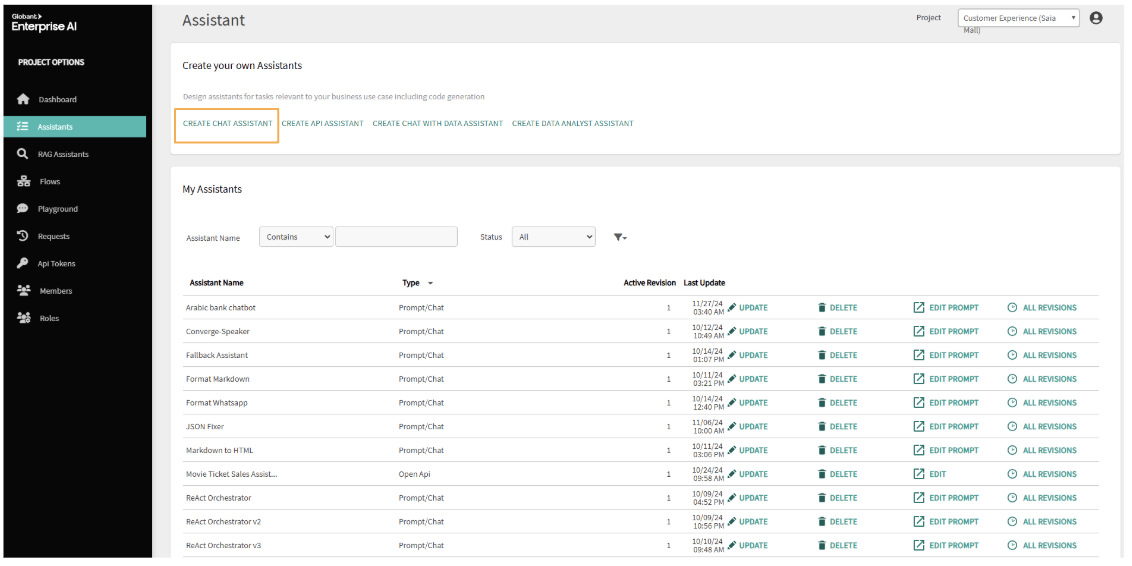 Globant
Enterprise AI
PROJECT OPTIONS
Dashboard
Assistants
RAG Assistants
Flows
Playground
Requests
Api Tokens
Members
Roles
Assistant
Project
Customer Experience (Saia
Mall)
Create your own Assistants
Design assistants for tasks relevant to your business use case including code generation
CREATE CHAT ASSISTANT CREATE API ASSISTANT CREATE CHAT WITH DATA ASSISTANT CREATE DATA ANALYST ASSISTANT
My Assistants
Assistant Name Contains Status All
Assistant Name Type Active Revision Last Update
Arabic bank chatbot Prompt/Chat 1 11/27/24 03:40 AM UPDATE DELETE EDIT PROMPT ALL REVISIONS
Converge-Speaker Prompt/Chat 1 10/12/24 10:49 AM UPDATE DELETE EDIT PROMPT ALL REVISIONS
Fallback Assistant Prompt/Chat 1 10/14/24 01:07 PM UPDATE DELETE EDIT PROMPT ALL REVISIONS
Format Markdown Prompt/Chat 1 10/11/24 03:21 PM UPDATE DELETE EDIT PROMPT ALL REVISIONS
Format Whatsapp Prompt/Chat 1 10/14/24 12:40 PM UPDATE DELETE EDIT PROMPT ALL REVISIONS
JSON Fixer Prompt/Chat 1 11/06/24 10:00 AM UPDATE DELETE EDIT PROMPT ALL REVISIONS
Markdown to HTML Prompt/Chat 1 10/11/24 03:06 PM UPDATE DELETE EDIT PROMPT ALL REVISIONS
Movie Ticket Sales Assist... Open Api 1 10/24/24 09:58 AM UPDATE DELETE EDIT ALL REVISIONS
ReAct Orchestrator Prompt/Chat 1 10/09/24 04:52 PM UPDATE DELETE EDIT PROMPT ALL REVISIONS
ReAct Orchestrator v2 Prompt/Chat 1 10/09/24 10:56 PM UPDATE DELETE EDIT PROMPT ALL REVISIONS
ReAct Orchestrator v3 Prompt/Chat 1 10/10/24 09:48 AM UPDATE DELETE EDIT PROMPT ALL REVISIONS